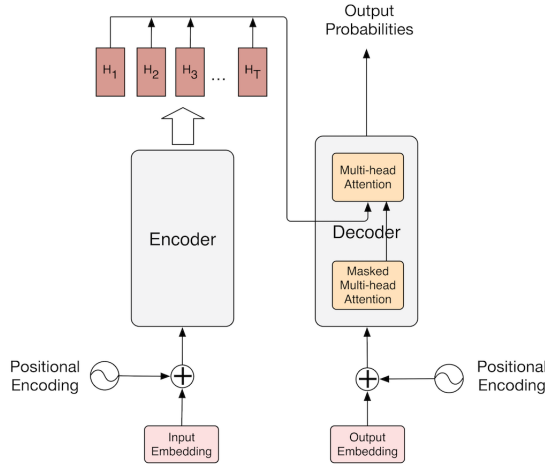 Output
Probabilities
H1
H2
H3
...
HT
Multi-head
Attention
Encoder
Decoder
Masked
Multi-head
Attention
Positional
Encoding
Positional
Encoding
Input
Embedding
Output
Embedding